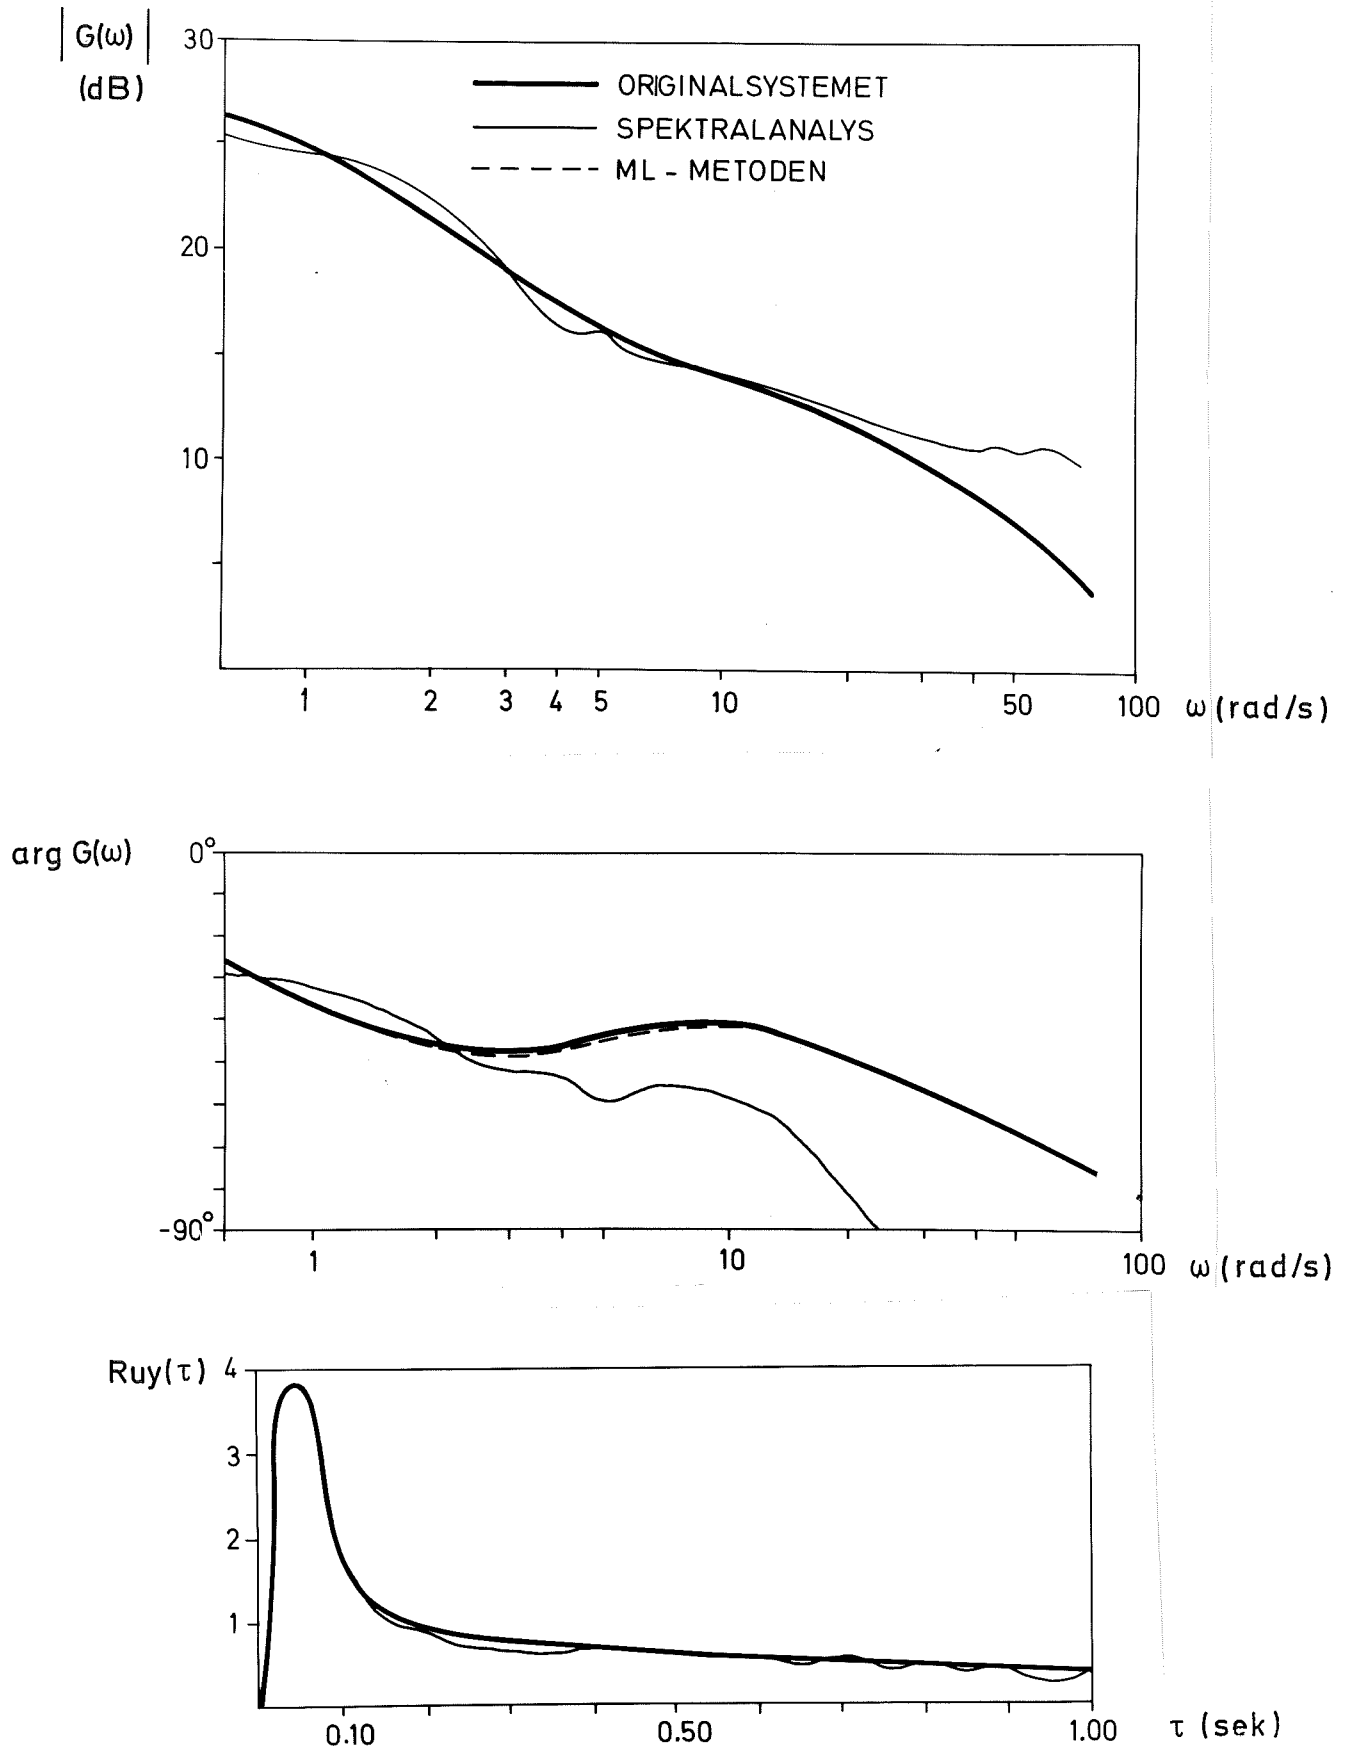 |G(ω)|
(dB)
30
20
10
ORIGINALSYSTEMET
SPEKTRALANALYS
ML - METODEN
1 2 3 4 5 10 50 100 ω (rad/s)
arg G(ω)
0°
-90°
1 10 100 ω (rad/s)
Ruy(τ)
4
3
2
1
0.10 0.50 1.00 τ (sek)